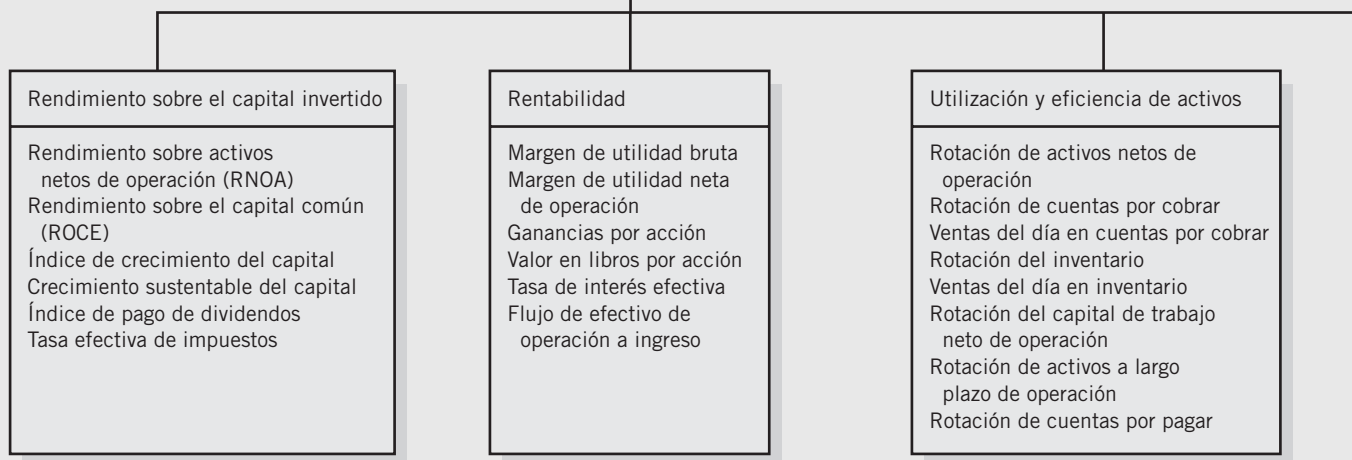 Rendimiento sobre el capital invertido
Rendimiento sobre activos
netos de operación (RNOA)
Rendimiento sobre el capital común
(ROCE)
Índice de crecimiento del capital
Crecimiento sustentable del capital
Índice de pago de dividendos
Tasa efectiva de impuestos
Rentabilidad
Margen de utilidad bruta
Margen de utilidad neta
de operación
Ganancias por acción
Valor en libros por acción
Tasa de interés efectiva
Flujo de efectivo de
operación a ingreso
Utilización y eficiencia de activos
Rotación de activos netos de
operación
Rotación de cuentas por cobrar
Ventas del día en cuentas por cobrar
Rotación del inventario
Ventas del día en inventario
Rotación del capital de trabajo
neto de operación
Rotación de activos a largo
plazo de operación
Rotación de cuentas por pagar